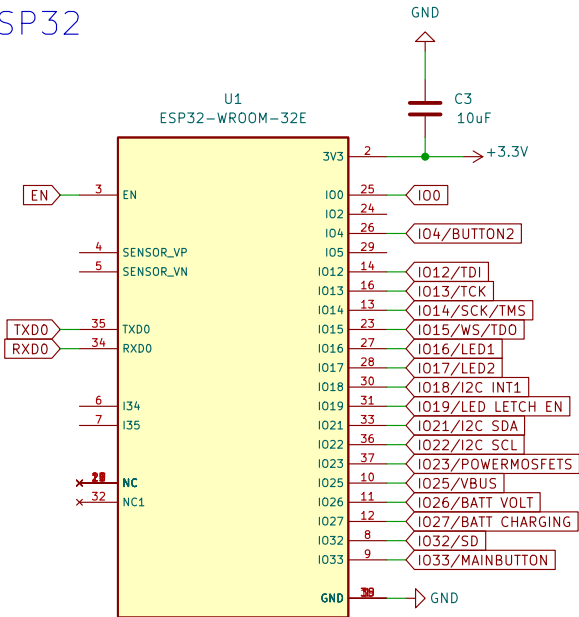 SP32
GND
U1
ESP32-WROOM-32E
C3
10uF
3V3 2 +3.3V
EN 3 EN
IO0 25 IO0
IO2 24
IO4 26 IO4/BUTTON2
IO5 29
4 SENSOR_VP
5 SENSOR_VN
IO12 14 IO12/TDI
IO13 16 IO13/TCK
IO14 13 IO14/SCK/TMS
TXD0 35 TXD0
IO15 23 IO15/WS/TDO
RXD0 34 RXD0
IO16 27 IO16/LED1
IO17 28 IO17/LED2
IO18 30 IO18/I2C INT1
6 I34
IO19 31 IO19/LED LETCH EN
7 I35
IO21 33 IO21/I2C SDA
IO22 36 IO22/I2C SCL
IO23 37 IO23/POWERMOSFETS
NC
IO25 10 IO25/VBUS
32 NC1
IO26 11 IO26/BATT VOLT
IO27 12 IO27/BATT CHARGING
IO32 8 IO32/SD
IO33 9 IO33/MAINBUTTON
GND GND